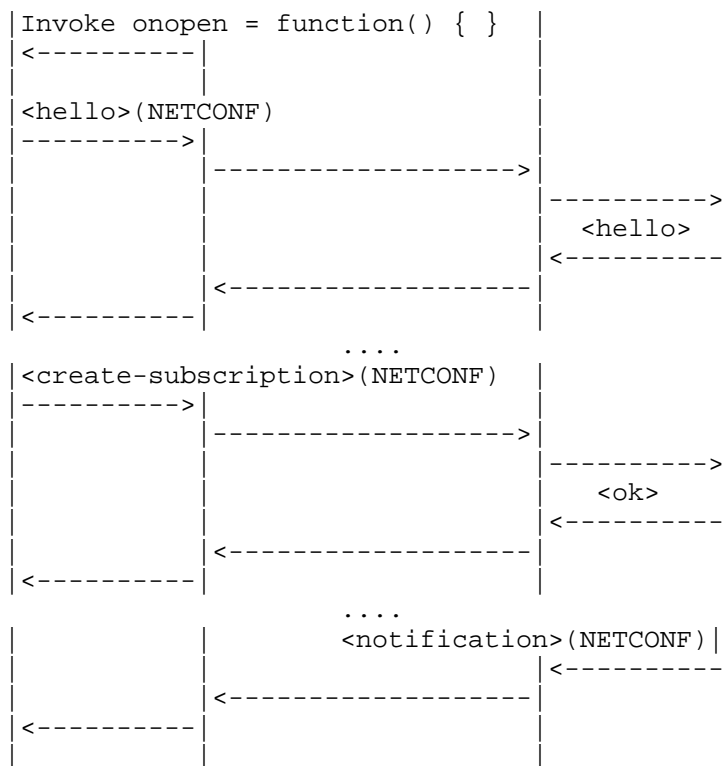 |Invoke onopen = function() { } |
|<----------| |
| | |
|<hello>(NETCONF) |
|---------->| |
| |------------------->|
| | |---------->
| | | <hello>
| | |<----------
| |<-------------------|
|<----------| |
....
|<create-subscription>(NETCONF) |
|---------->| |
| |------------------->|
| | |---------->
| | | <ok>
| | |<----------
| |<-------------------|
|<----------| |
....
| | <notification>(NETCONF)|
| | |<----------
| |<-------------------|
|<----------| |
| | |